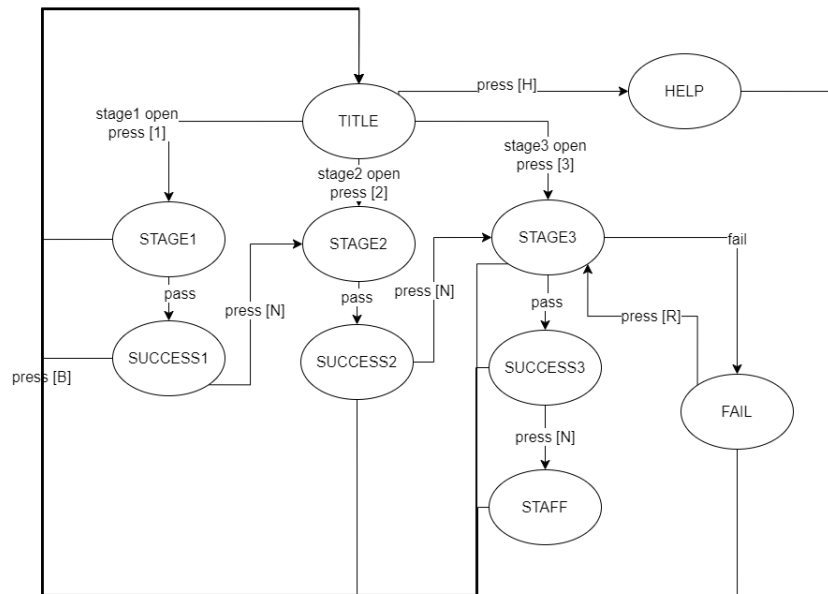 press [H]
HELP
stage1 open
press [1]
TITLE
stage2 open
press [2]
stage3 open
press [3]
STAGE1
STAGE2
STAGE3
fail
pass
press [N]
pass
press [N]
pass
press [R]
SUCCESS1
SUCCESS2
SUCCESS3
press [B]
FAIL
press [N]
STAFF